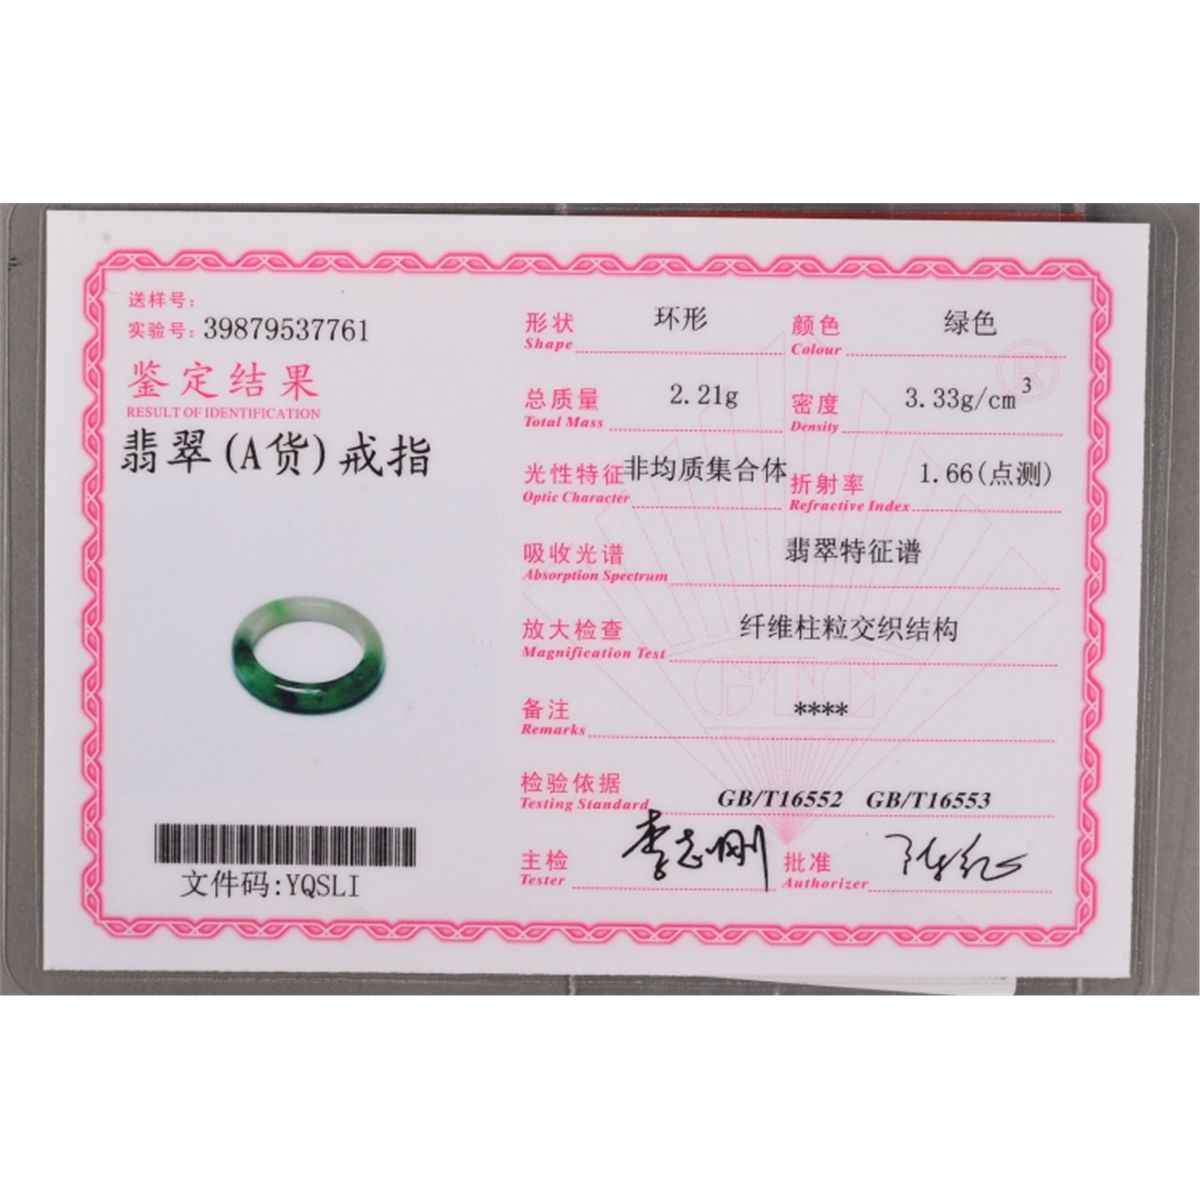 送样号:
实验号: 39879537761
鉴定结果
RESULT OF IDENTIFICATION
翡翠(A货)戒指
文件码:YQSLI
形状 环形 颜色 绿色
Shape Colour
总质量 2.21g 密度 3.33g/cm³
Total Mass Density
光性特征 非均质集合体 折射率 1.66(点测)
Optic Character Refractive Index
吸收光谱 翡翠特征谱
Absorption Spectrum
放大检查 纤维柱粒交织结构
Magnification Test
GTC
备注 ****
Remarks
检验依据 GB/T16552 GB/T16553
Testing Standard
主检 李志刚 批准
Tester Authorizer
®